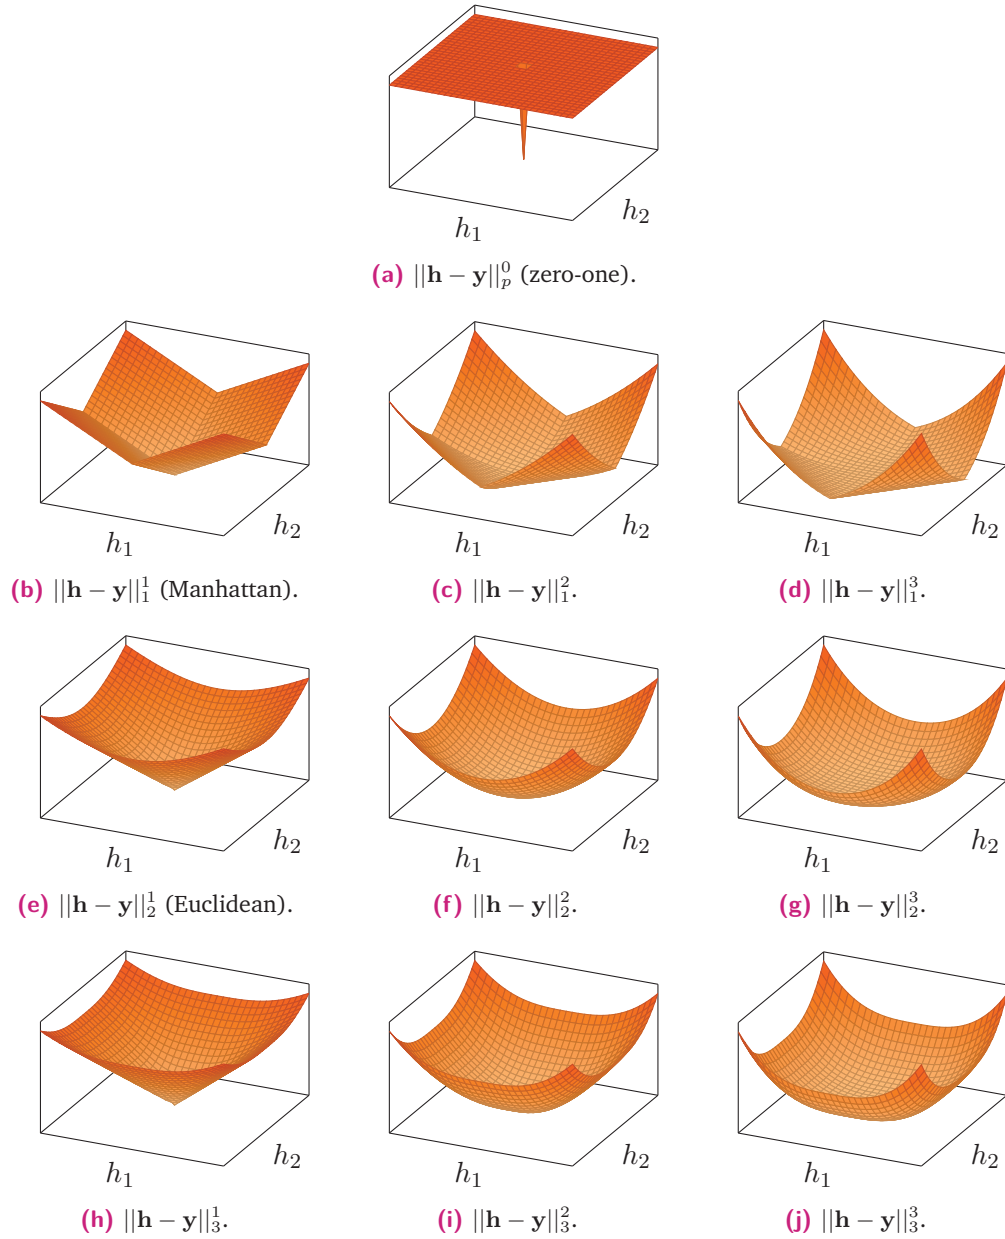 h₁ h₂
(a) ||h − y||⁰ₚ (zero-one).
h₁ h₂ h₁ h₂ h₁ h₂
(b) ||h − y||¹₁ (Manhattan). (c) ||h − y||²₁. (d) ||h − y||³₁.
h₁ h₂ h₁ h₂ h₁ h₂
(e) ||h − y||¹₂ (Euclidean). (f) ||h − y||²₂. (g) ||h − y||³₂.
h₁ h₂ h₁ h₂ h₁ h₂
(h) ||h − y||¹₃. (i) ||h − y||²₃. (j) ||h − y||³₃.